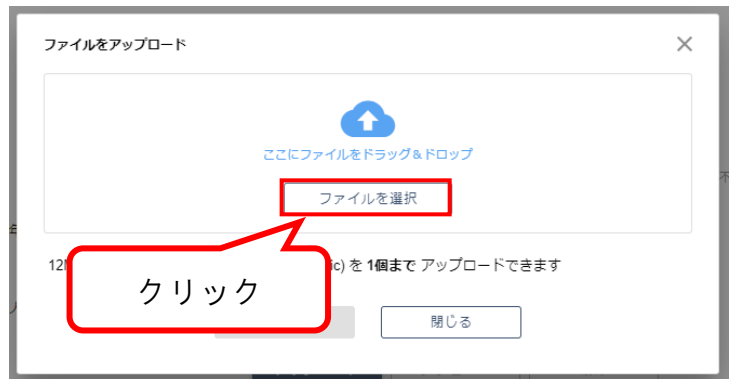 ファイルをアップロード
ここにファイルをドラッグ&ドロップ
ファイルを選択
12 ic) を 1個まで アップロードできます
クリック
閉じる